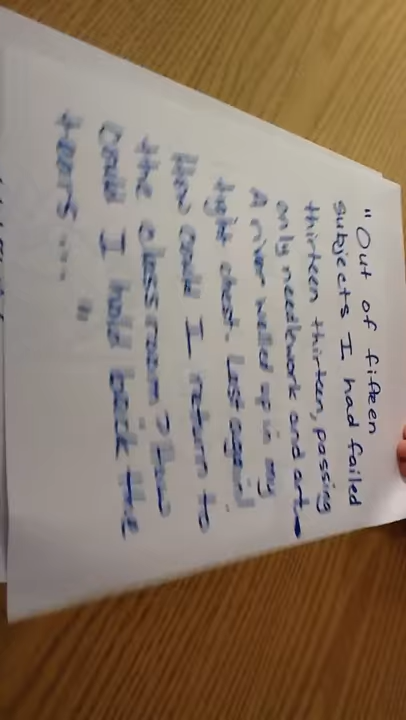 "Out of fifteen
subjects I had failed
thirteen thirteen, passing
only needlework and art.
A river welled up in my
tight chest. Last again!
How could I return to
the classroom? How
could I hold back the
tears...."